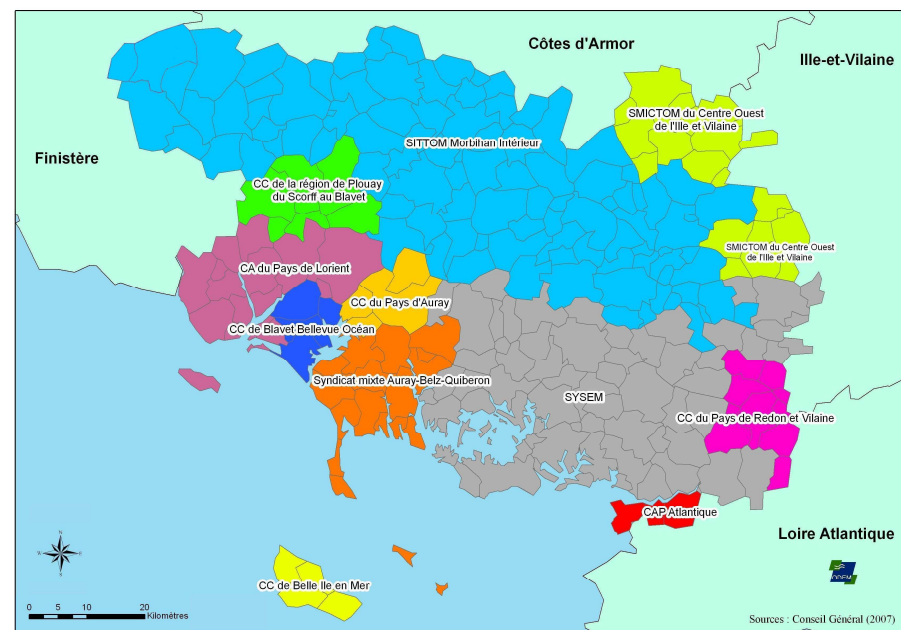 Côtes d'Armor
Ille-et-Vilaine
SMICTOM du Centre Ouest
de l'Ille et Vilaine
SITTOM Morbihan Intérieur
Finistère
CC de la région de Plouay
du Scorff au Blavet
SMICTOM du Centre Ouest
de l'Ille et Vilaine
CA du Pays de Lorient
CC du Pays d'Auray
CC de Blavet Bellevue Océan
Syndicat mixte Auray-Belz-Quiberon
SYSEM
CC du Pays de Redon et Vilaine
CAP Atlantique
Loire Atlantique
N
S
CC de Belle Ile en Mer
ODEM
0 5 10 20
Kilomètres
Sources : Conseil Général (2007)